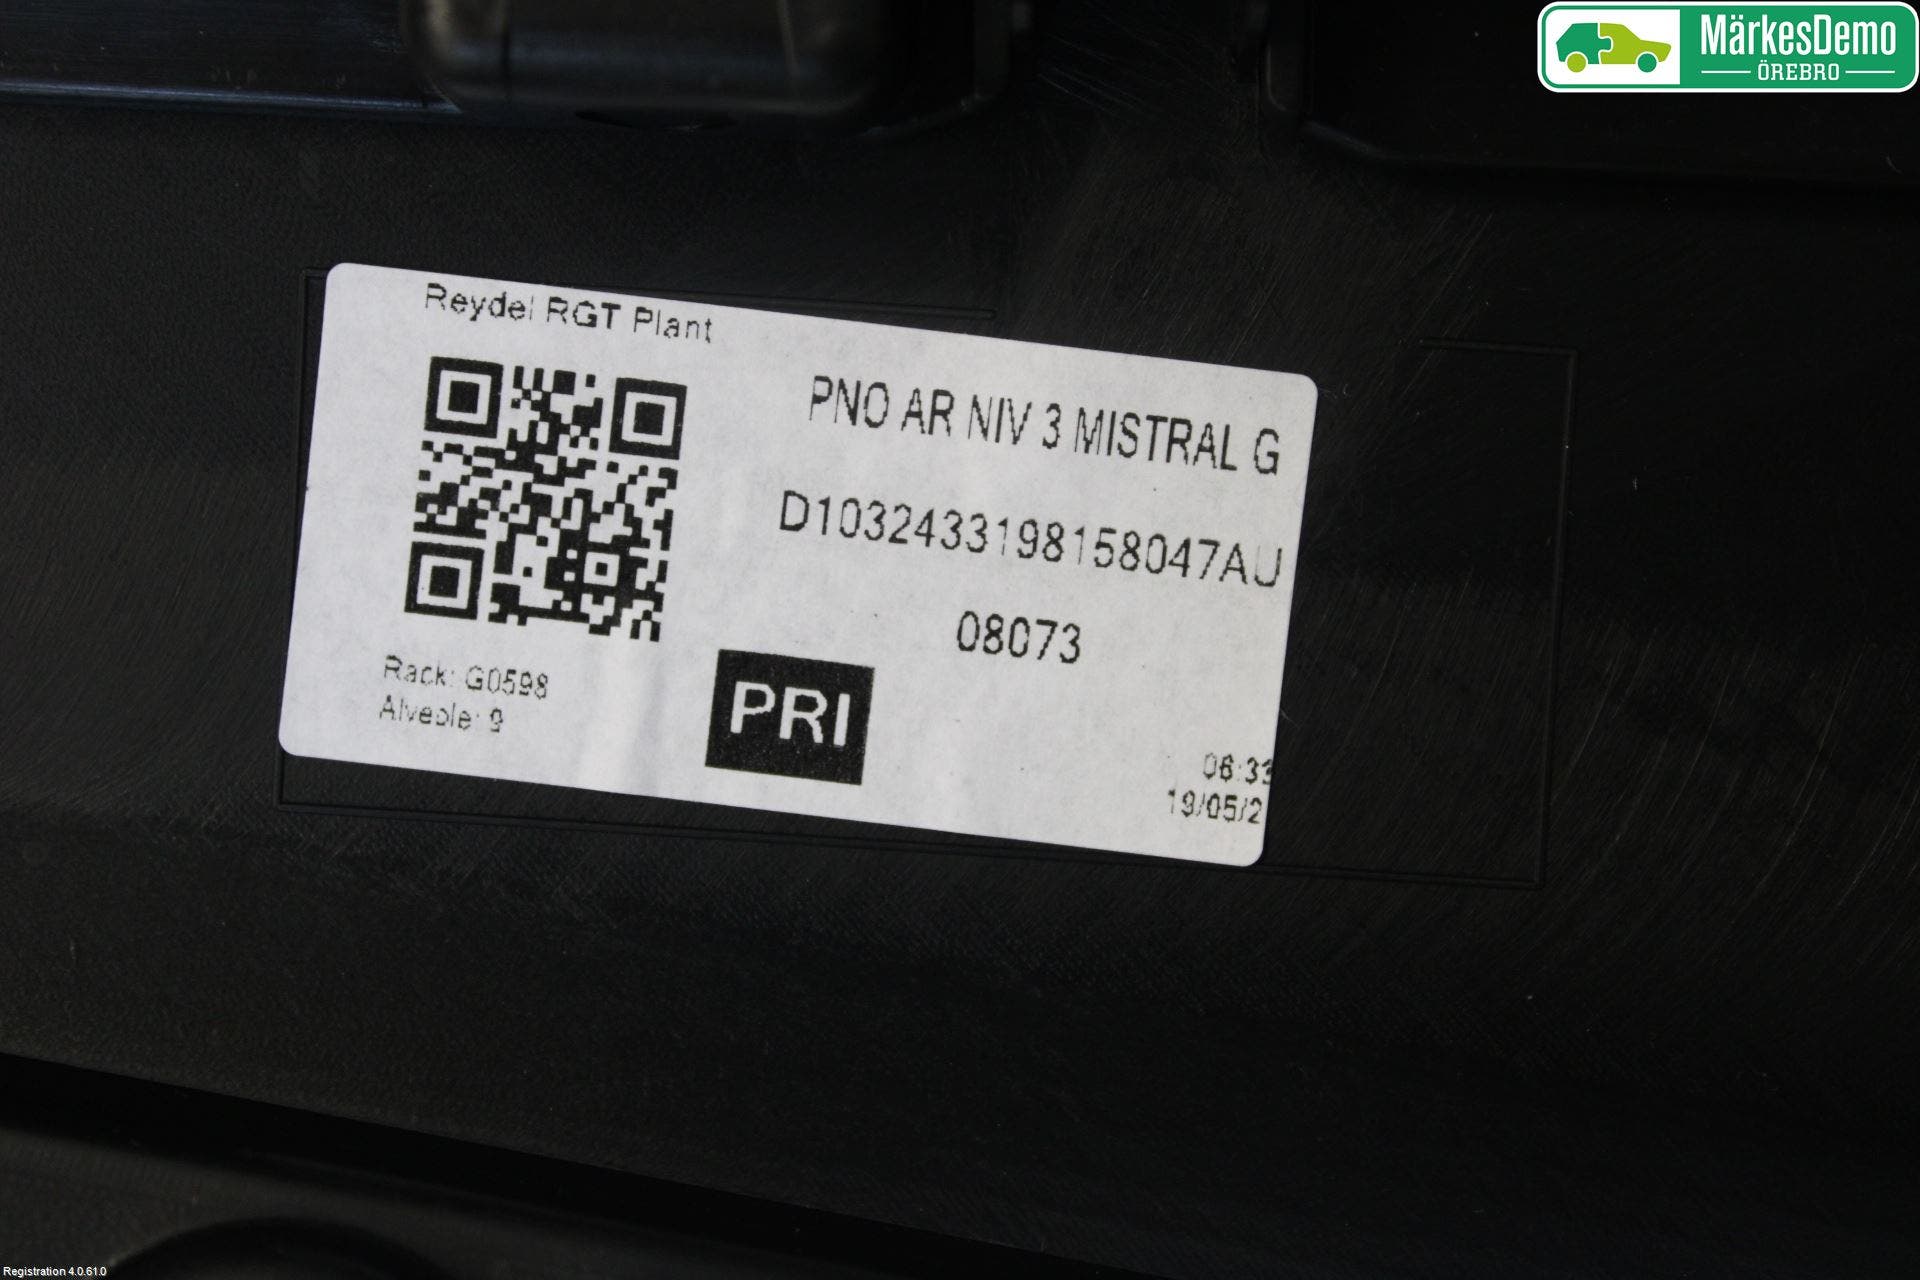 MärkesDemo
ÖREBRO
Reydel RGT Plant
PNO AR NIV 3 MISTRAL G
D1032433198158047AU
08073
Rack: G0598
Alveole: 9
PRI
06:33
19/05/2
Registration 4.0.61.0